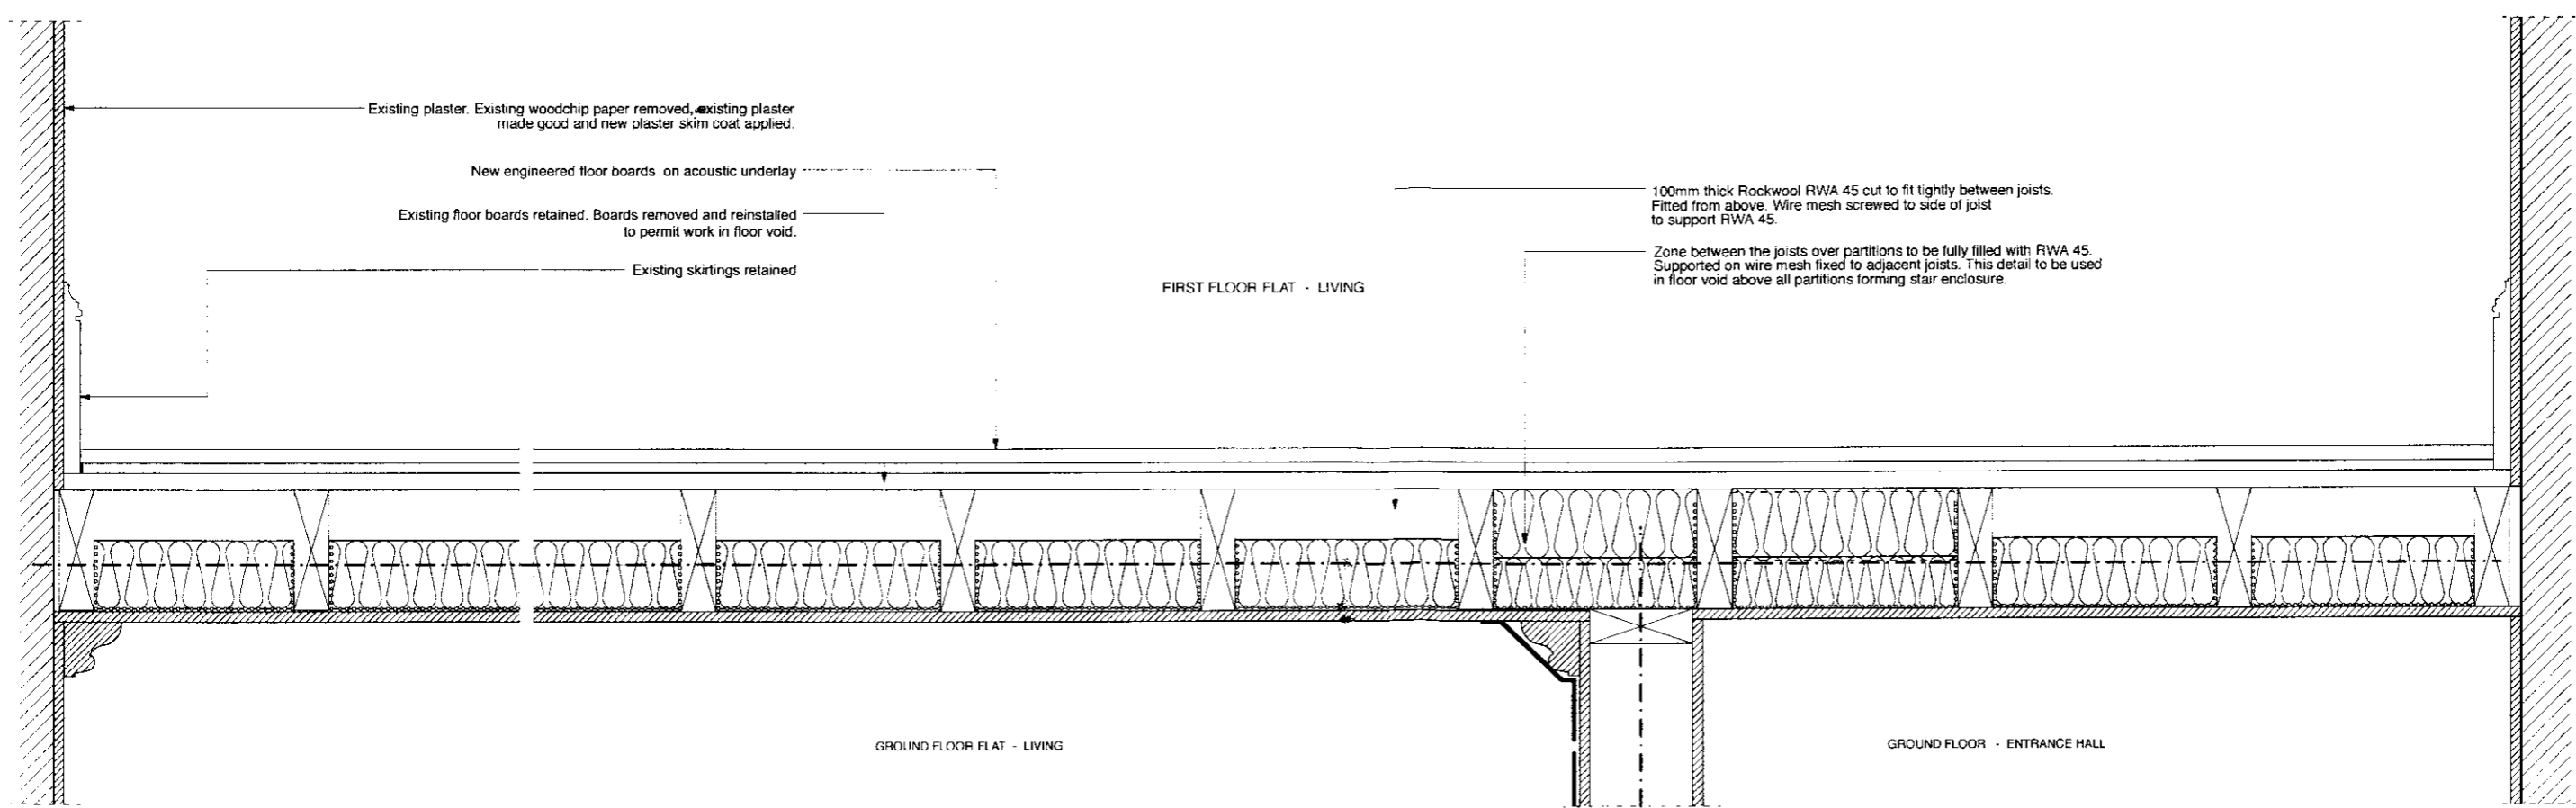 Existing plaster. Existing woodchip paper removed, existing plaster
made good and new plaster skim coat applied.
New engineered floor boards on acoustic underlay
Existing floor boards retained. Boards removed and reinstalled
to permit work in floor void.
Existing skirtings retained
FIRST FLOOR FLAT - LIVING
100mm thick Rockwool RWA 45 cut to fit tightly between joists.
Fitted from above. Wire mesh screwed to side of joist
to support RWA 45.
Zone between the joists over partitions to be fully filled with RWA 45.
Supported on wire mesh fixed to adjacent joists. This detail to be used
in floor void above all partitions forming stair enclosure.
GROUND FLOOR FLAT - LIVING
GROUND FLOOR - ENTRANCE HALL